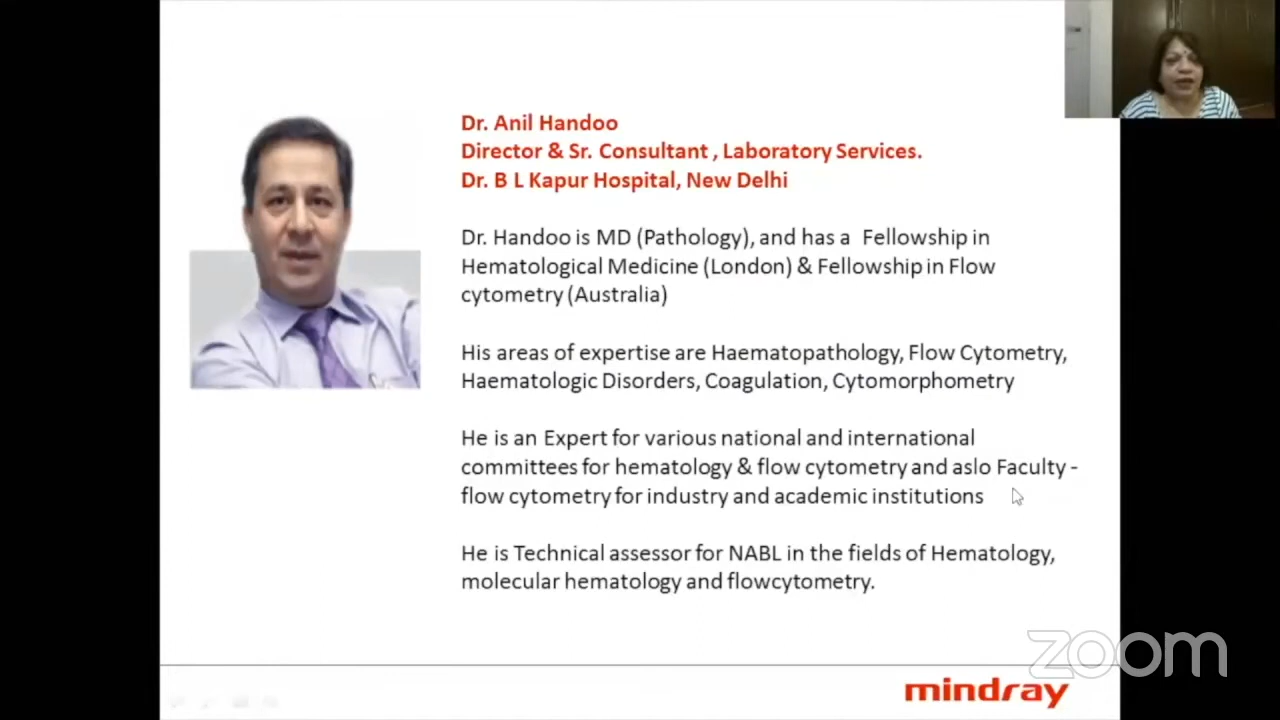 Dr. Anil Handoo
Director & Sr. Consultant , Laboratory Services.
Dr. B L Kapur Hospital, New Delhi
Dr. Handoo is MD (Pathology), and has a Fellowship in
Hematological Medicine (London) & Fellowship in Flow
cytometry (Australia)
His areas of expertise are Haematopathology, Flow Cytometry,
Haematologic Disorders, Coagulation, Cytomorphometry
He is an Expert for various national and international
committees for hematology & flow cytometry and aslo Faculty -
flow cytometry for industry and academic institutions
He is Technical assessor for NABL in the fields of Hematology,
molecular hematology and flowcytometry.
zoom
mindray